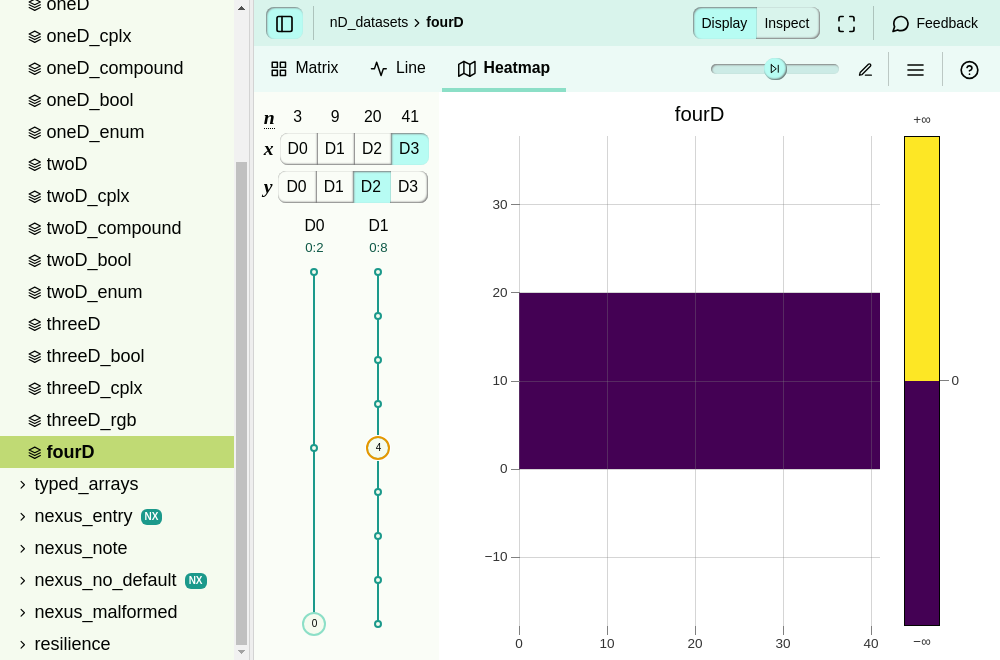 oneD
oneD_cplx
oneD_compound
oneD_bool
oneD_enum
twoD
twoD_cplx
twoD_compound
twoD_bool
twoD_enum
threeD
threeD_bool
threeD_cplx
threeD_rgb
fourD
typed_arrays
nexus_entry NX
nexus_note
nexus_no_default NX
nexus_malformed
resilience
nD_datasets › fourD
Display Inspect Feedback
Matrix Line Heatmap
n 3 9 20 41
x D0 D1 D2 D3
y D0 D1 D2 D3
D0 D1
0:2 0:8
4
0
fourD
30
20
10
0
−10
0 10 20 30 40
+∞
0
−∞